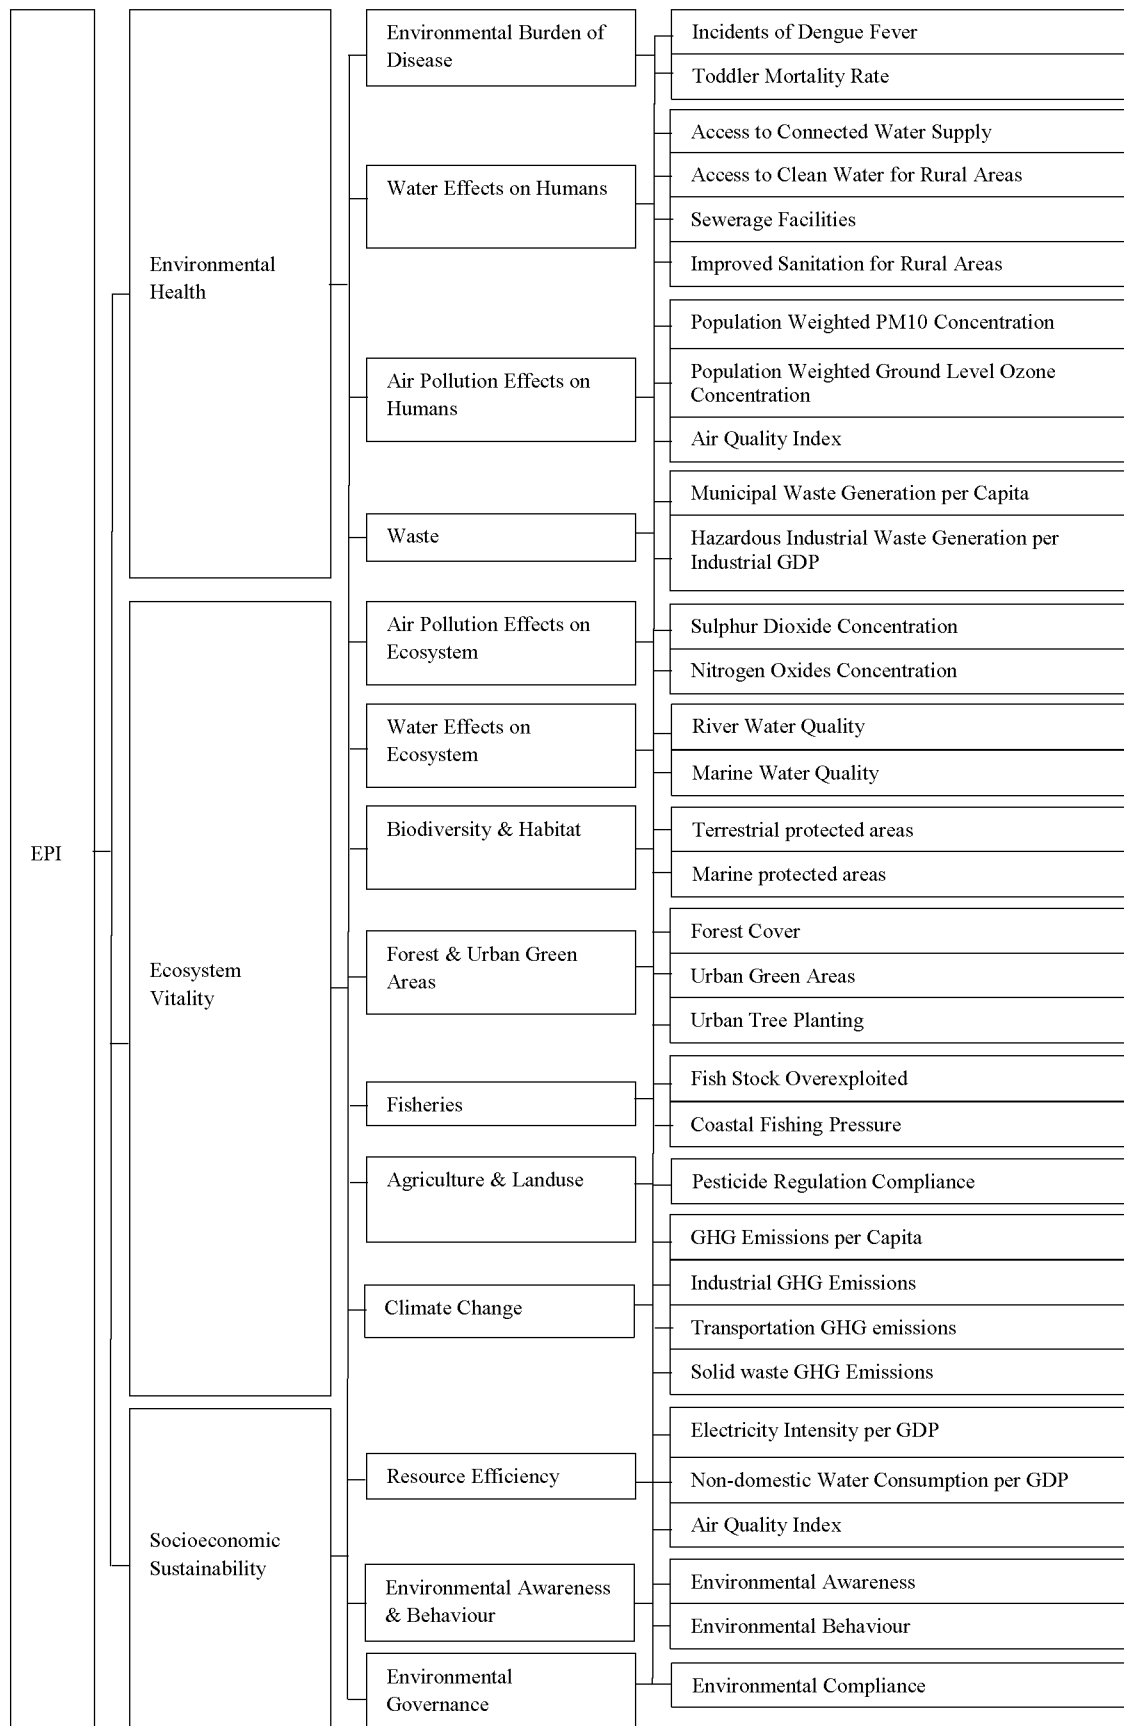 EPI
Environmental
Health
Ecosystem
Vitality
Socioeconomic
Sustainability
Environmental Burden of
Disease
Water Effects on Humans
Air Pollution Effects on
Humans
Waste
Air Pollution Effects on
Ecosystem
Water Effects on
Ecosystem
Biodiversity & Habitat
Forest & Urban Green
Areas
Fisheries
Agriculture & Landuse
Climate Change
Resource Efficiency
Environmental Awareness
& Behaviour
Environmental
Governance
Incidents of Dengue Fever
Toddler Mortality Rate
Access to Connected Water Supply
Access to Clean Water for Rural Areas
Sewerage Facilities
Improved Sanitation for Rural Areas
Population Weighted PM10 Concentration
Population Weighted Ground Level Ozone
Concentration
Air Quality Index
Municipal Waste Generation per Capita
Hazardous Industrial Waste Generation per
Industrial GDP
Sulphur Dioxide Concentration
Nitrogen Oxides Concentration
River Water Quality
Marine Water Quality
Terrestrial protected areas
Marine protected areas
Forest Cover
Urban Green Areas
Urban Tree Planting
Fish Stock Overexploited
Coastal Fishing Pressure
Pesticide Regulation Compliance
GHG Emissions per Capita
Industrial GHG Emissions
Transportation GHG emissions
Solid waste GHG Emissions
Electricity Intensity per GDP
Non-domestic Water Consumption per GDP
Air Quality Index
Environmental Awareness
Environmental Behaviour
Environmental Compliance